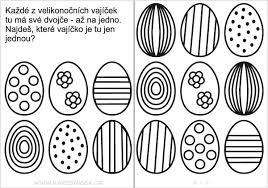 Každé z velikonočních vajíček
tu má své dvojče - až na jedno.
Najdeš, které vajíčko je tu jen
jednou?